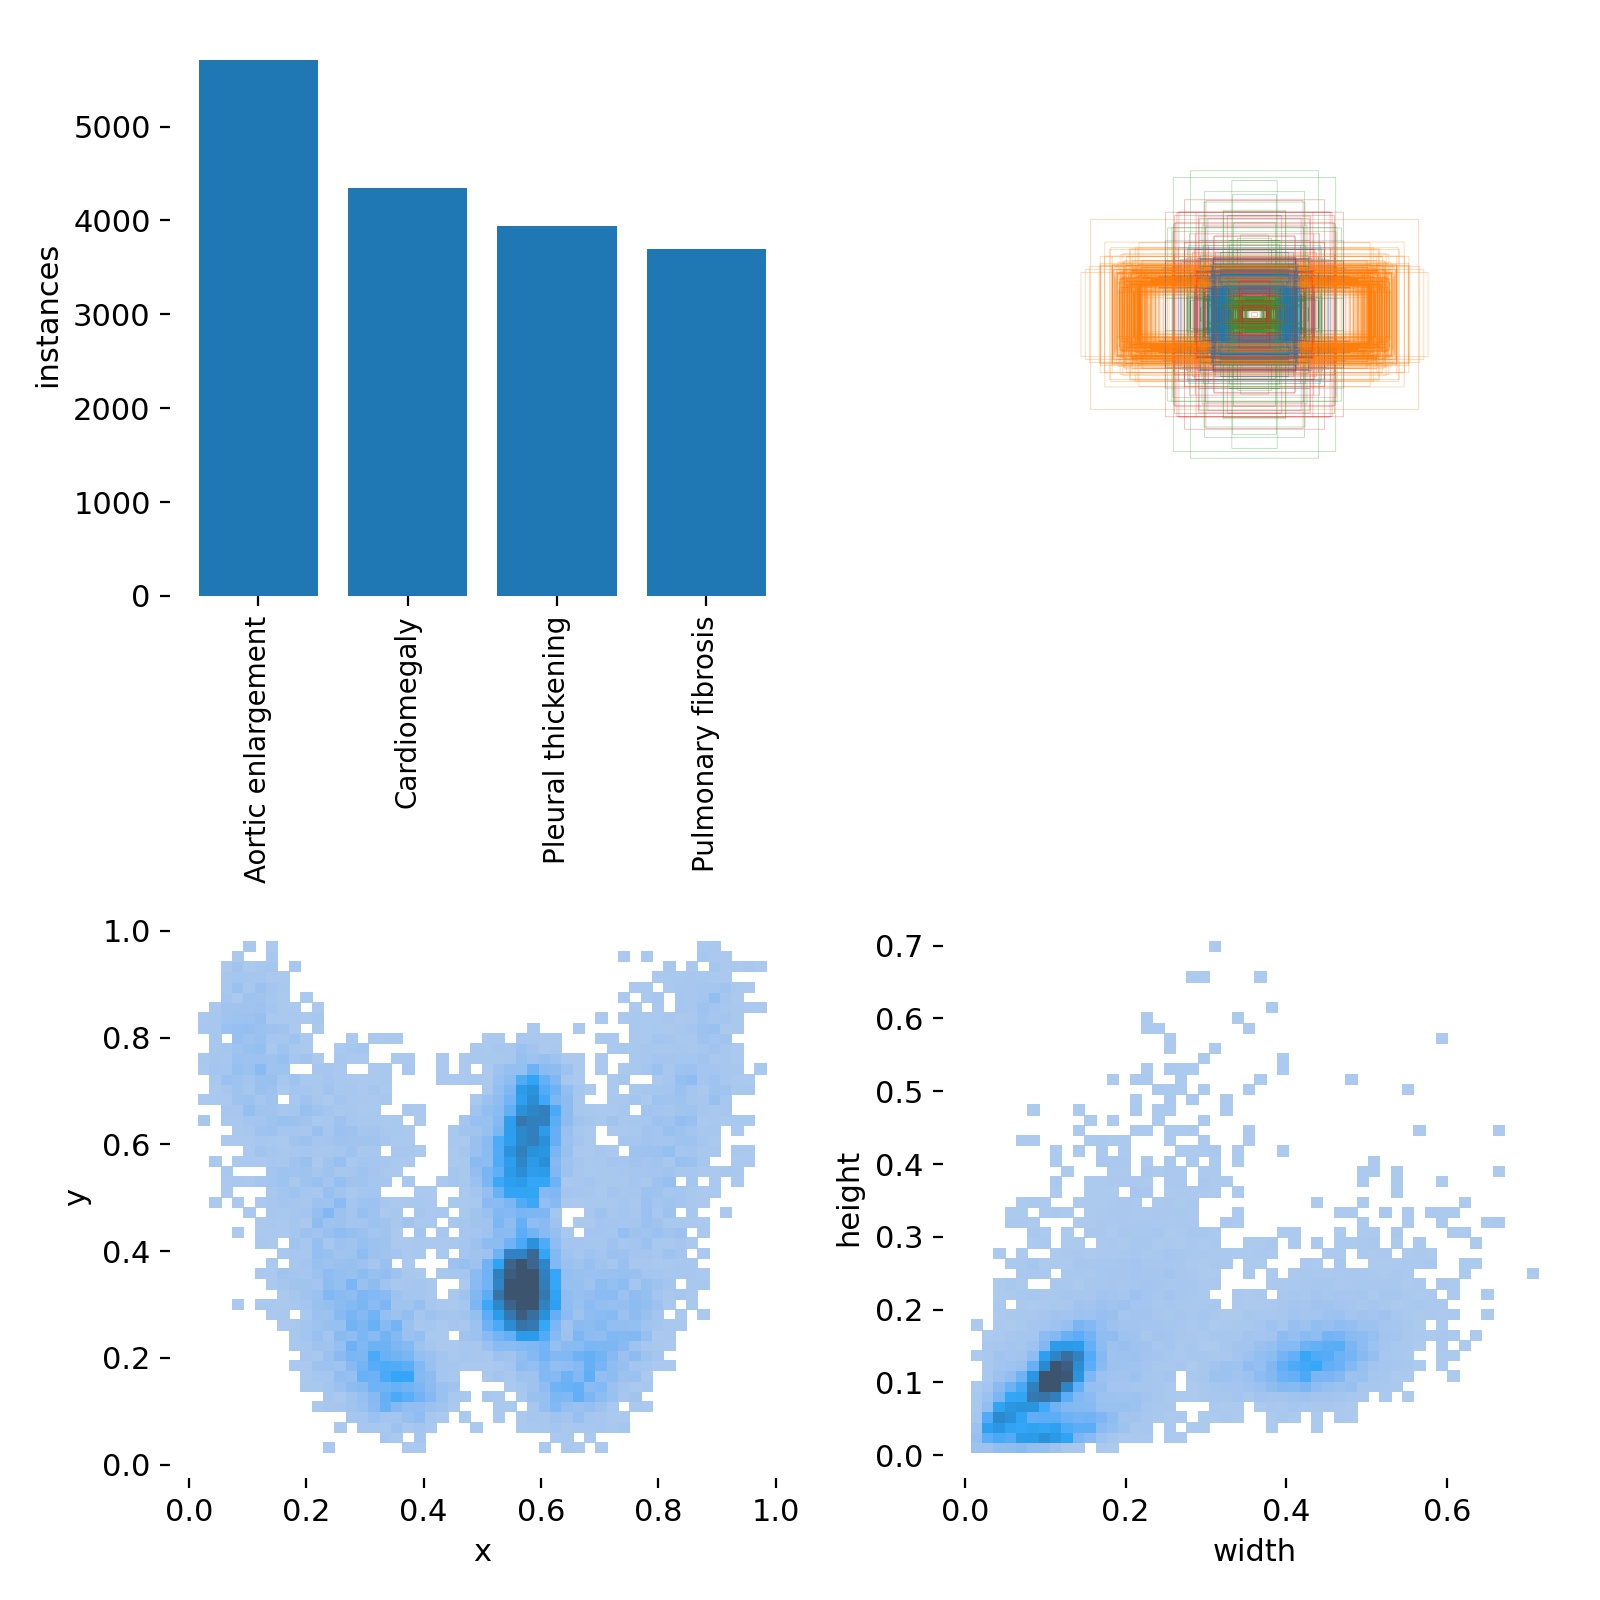 instances
5000
4000
3000
2000
1000
0
Aortic enlargement
Cardiomegaly
Pleural thickening
Pulmonary fibrosis
y
1.0
0.8
0.6
0.4
0.2
0.0
0.0 0.2 0.4 0.6 0.8 1.0
x
height
0.7
0.6
0.5
0.4
0.3
0.2
0.1
0.0
0.0 0.2 0.4 0.6
width